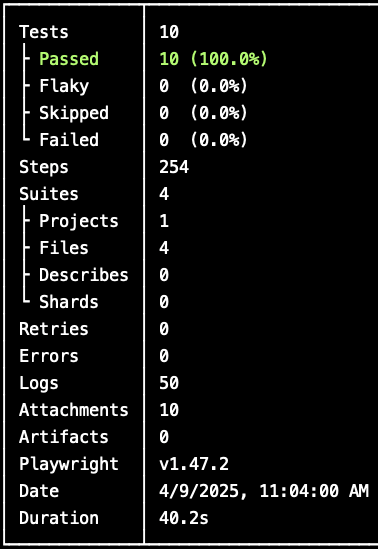 Tests 10
├ Passed 10 (100.0%)
├ Flaky 0 (0.0%)
├ Skipped 0 (0.0%)
└ Failed 0 (0.0%)
Steps 254
Suites 4
├ Projects 1
├ Files 4
├ Describes 0
└ Shards 0
Retries 0
Errors 0
Logs 50
Attachments 10
Artifacts 0
Playwright v1.47.2
Date 4/9/2025, 11:04:00 AM
Duration 40.2s